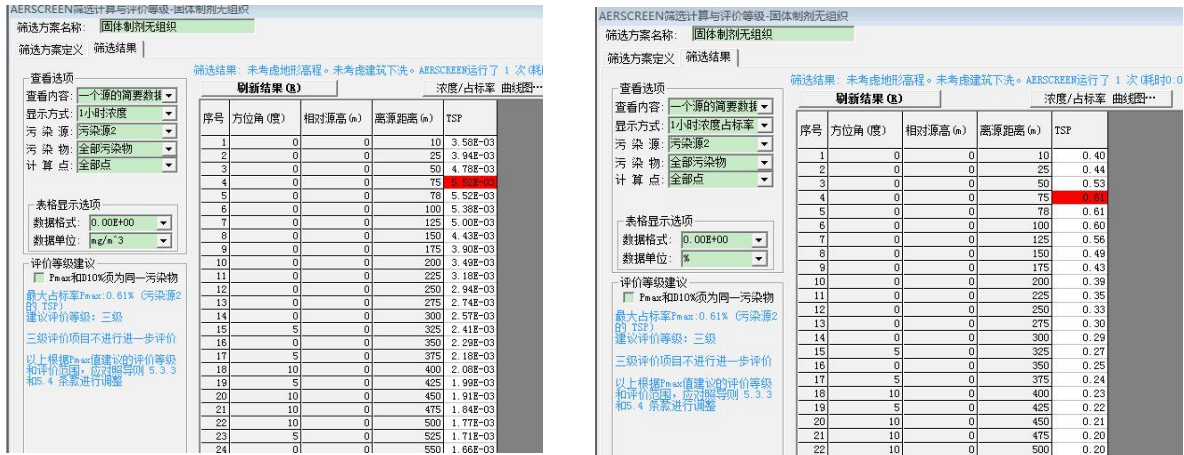 AERSCREEN筛选计算与评价等级-固体制剂无组织
筛选方案名称: 固体制剂无组织
筛选方案定义 筛选结果
筛选结果: 未考虑地形高程。未考虑建筑下洗。AERSCREEN运行了 1 次(耗
查看选项
查看内容: 一个源的简要数据
显示方式: 1小时浓度
污 染 源: 污染源2
污 染 物: 全部污染物
计 算 点: 全部点
表格显示选项
数据格式: 0.00E+00
数据单位: mg/m^3
评价等级建议
Pmax和D10%须为同一污染物
最大占标率Pmax:0.61% (污染源2
的 TSP)
建议评价等级: 三级
三级评价项目不进行进一步评价
以上根据Pmax值建议的评价等级
和评价范围,应对照导则 5.3.3
和5.4 条款进行调整
刷新结果(R) 浓度/占标率 曲线图…
序号 方位角(度) 相对源高(m) 离源距离(m) TSP
1 0 0 10 3.58E-03
2 0 0 25 3.94E-03
3 0 0 50 4.78E-03
4 0 0 75 5.52E-03
5 0 0 78 5.52E-03
6 0 0 100 5.38E-03
7 0 0 125 5.00E-03
8 0 0 150 4.43E-03
9 0 0 175 3.90E-03
10 0 0 200 3.49E-03
11 0 0 225 3.18E-03
12 0 0 250 2.94E-03
13 0 0 275 2.74E-03
14 0 0 300 2.57E-03
15 5 0 325 2.41E-03
16 0 0 350 2.29E-03
17 5 0 375 2.18E-03
18 10 0 400 2.08E-03
19 5 0 425 1.99E-03
20 10 0 450 1.91E-03
21 10 0 475 1.84E-03
22 10 0 500 1.77E-03
23 5 0 525 1.71E-03
24 0 0 550 1.66E-03
AERSCREEN筛选计算与评价等级-固体制剂无组织
筛选方案名称: 固体制剂无组织
筛选方案定义 筛选结果
筛选结果: 未考虑地形高程。未考虑建筑下洗。AERSCREEN运行了 1 次(耗时0:0
查看选项
查看内容: 一个源的简要数据
显示方式: 1小时浓度占标率
污 染 源: 污染源2
污 染 物: 全部污染物
计 算 点: 全部点
表格显示选项
数据格式: 0.00E+00
数据单位: %
评价等级建议
Pmax和D10%须为同一污染物
最大占标率Pmax:0.61% (污染源2
的 TSP)
建议评价等级: 三级
三级评价项目不进行进一步评价
以上根据Pmax值建议的评价等级
和评价范围,应对照导则 5.3.3
和5.4 条款进行调整
刷新结果(R) 浓度/占标率 曲线图…
序号 方位角(度) 相对源高(m) 离源距离(m) TSP
1 0 0 10 0.40
2 0 0 25 0.44
3 0 0 50 0.53
4 0 0 75 0.61
5 0 0 78 0.61
6 0 0 100 0.60
7 0 0 125 0.56
8 0 0 150 0.49
9 0 0 175 0.43
10 0 0 200 0.39
11 0 0 225 0.35
12 0 0 250 0.33
13 0 0 275 0.30
14 0 0 300 0.29
15 5 0 325 0.27
16 0 0 350 0.25
17 5 0 375 0.24
18 10 0 400 0.23
19 5 0 425 0.22
20 10 0 450 0.21
21 10 0 475 0.20
22 10 0 500 0.20